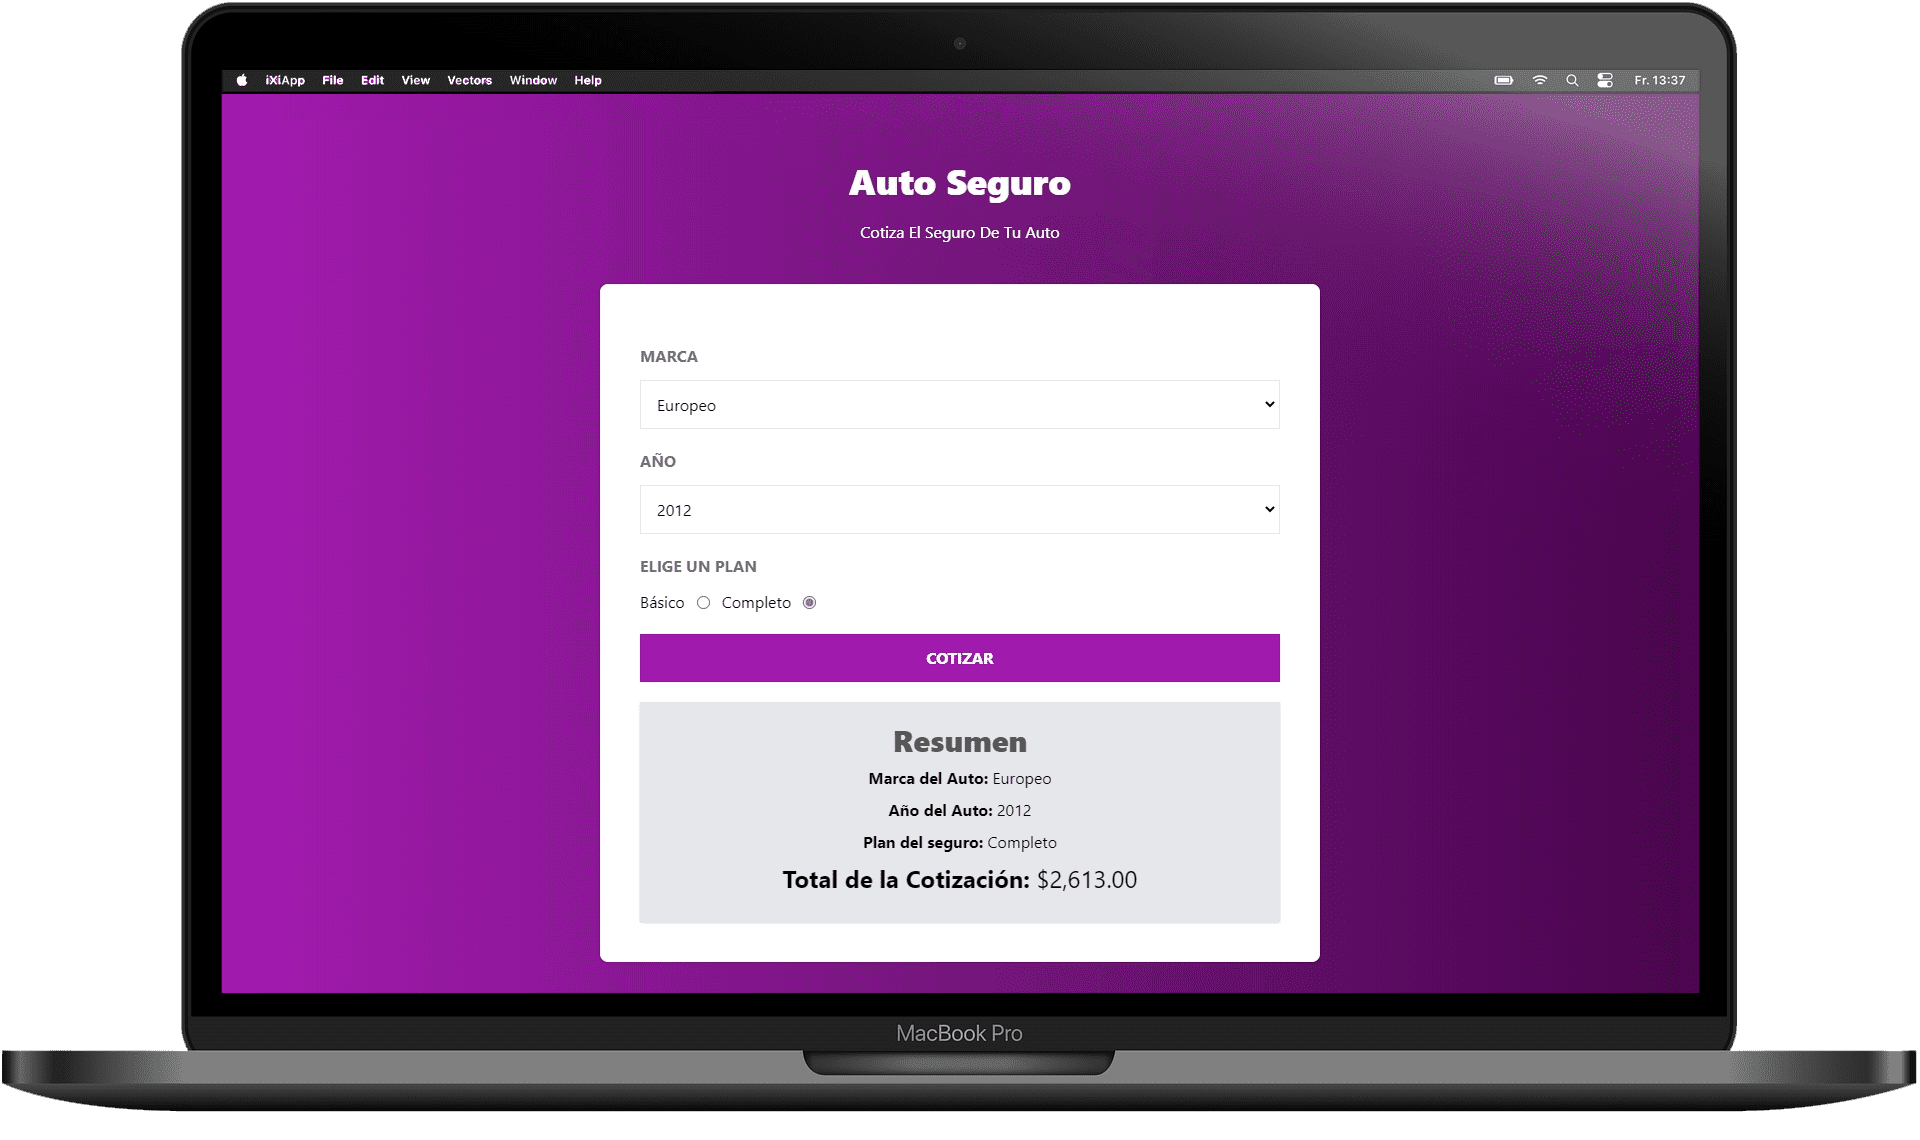 iXiApp File Edit View Vectors Window Help Fr. 13:37
Auto Seguro
Cotiza El Seguro De Tu Auto
MARCA
Europeo
AÑO
2012
ELIGE UN PLAN
Básico Completo
COTIZAR
Resumen
Marca del Auto: Europeo
Año del Auto: 2012
Plan del seguro: Completo
Total de la Cotización: $2,613.00
MacBook Pro